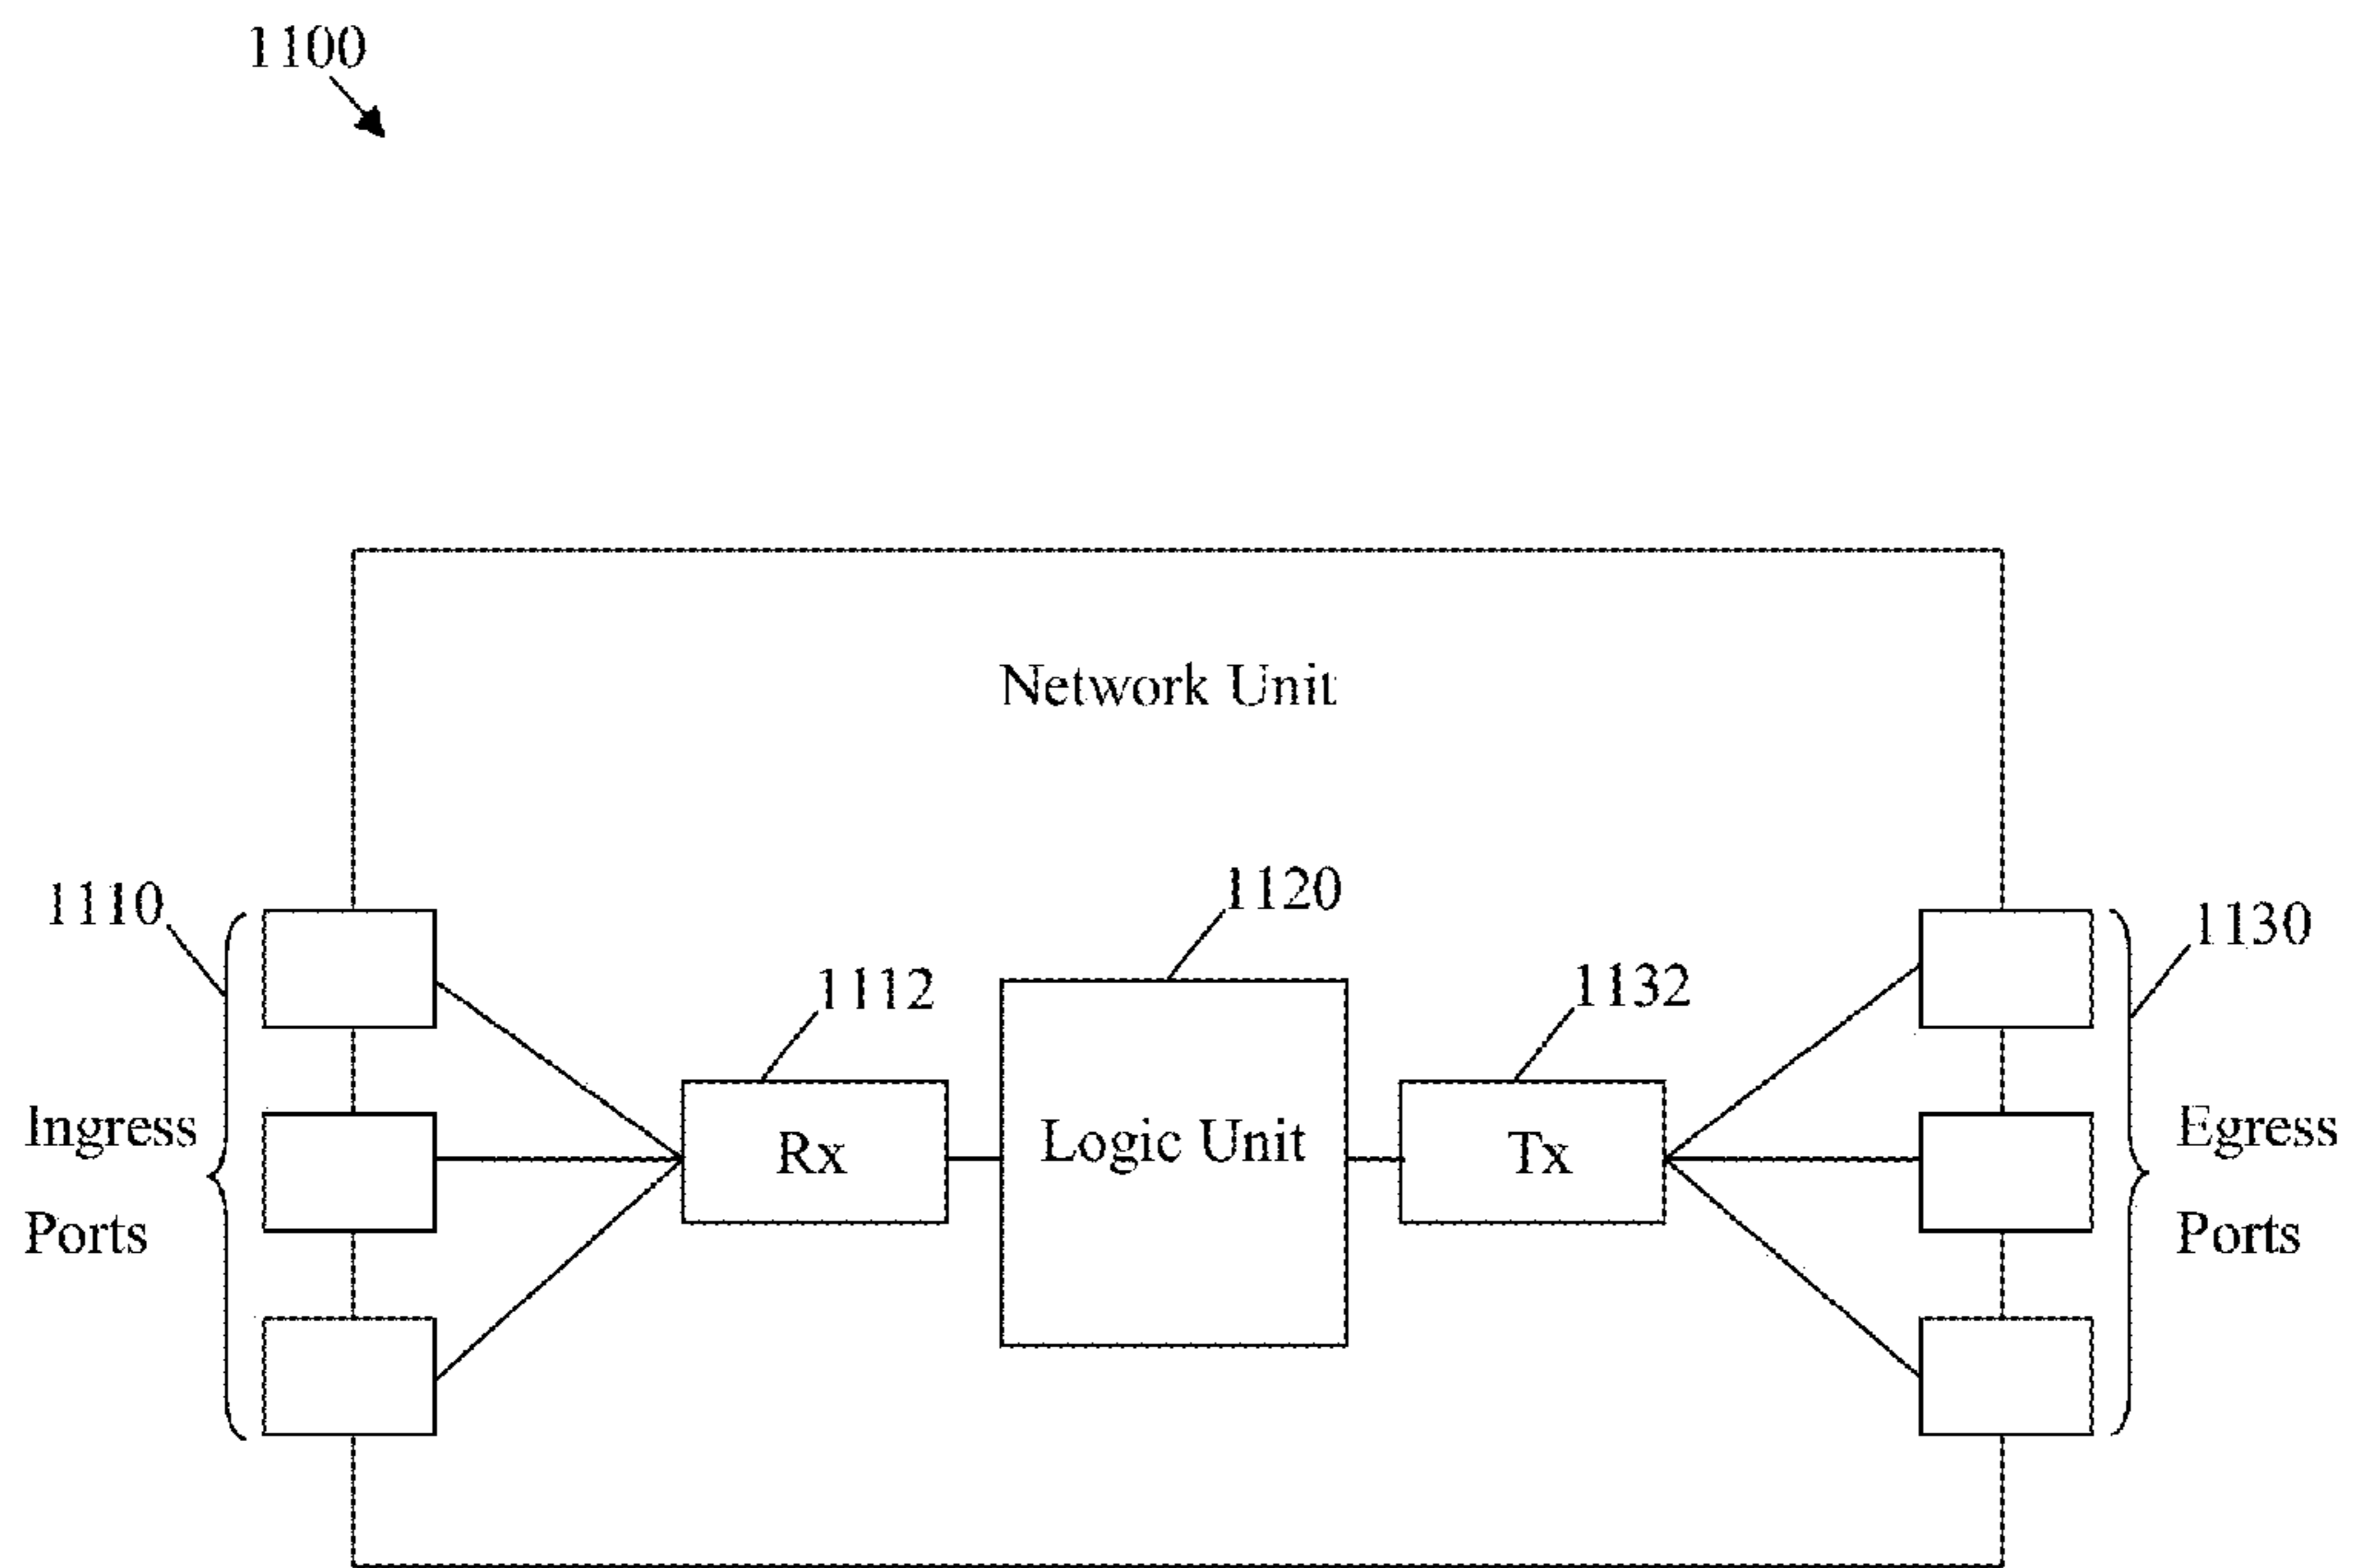 1100
Network Unit
1110
1120
1130
1112
1132
Ingress
Ports
Rx
Logic Unit
Tx
Egress
Ports